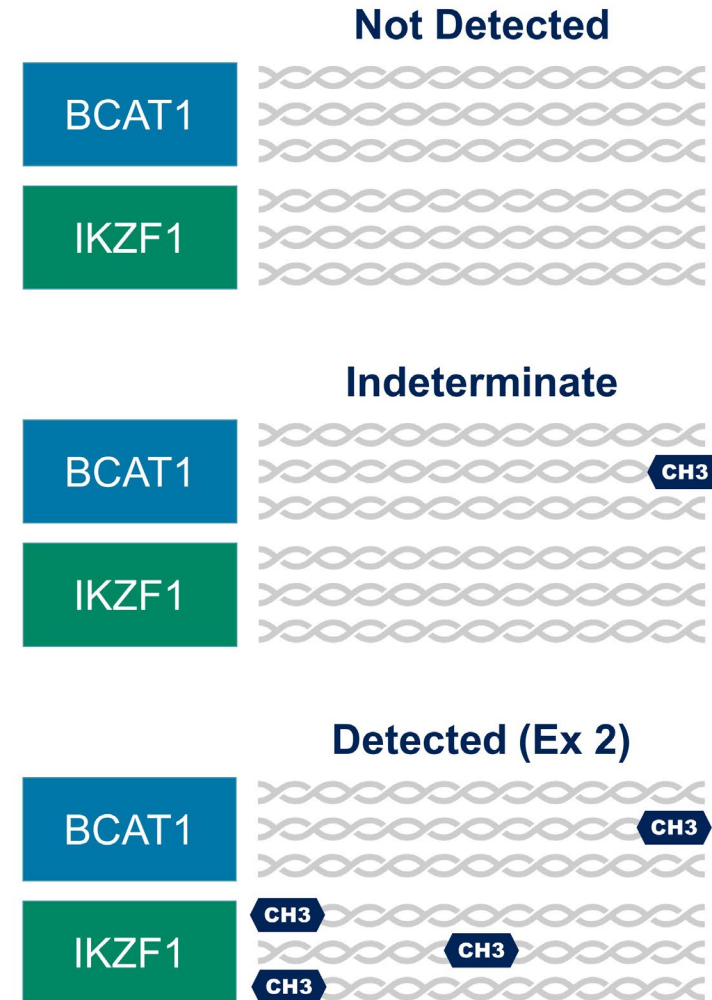 Not Detected
BCAT1
IKZF1
Indeterminate
BCAT1
CH3
IKZF1
Detected (Ex 2)
BCAT1
CH3
CH3
IKZF1
CH3
CH3